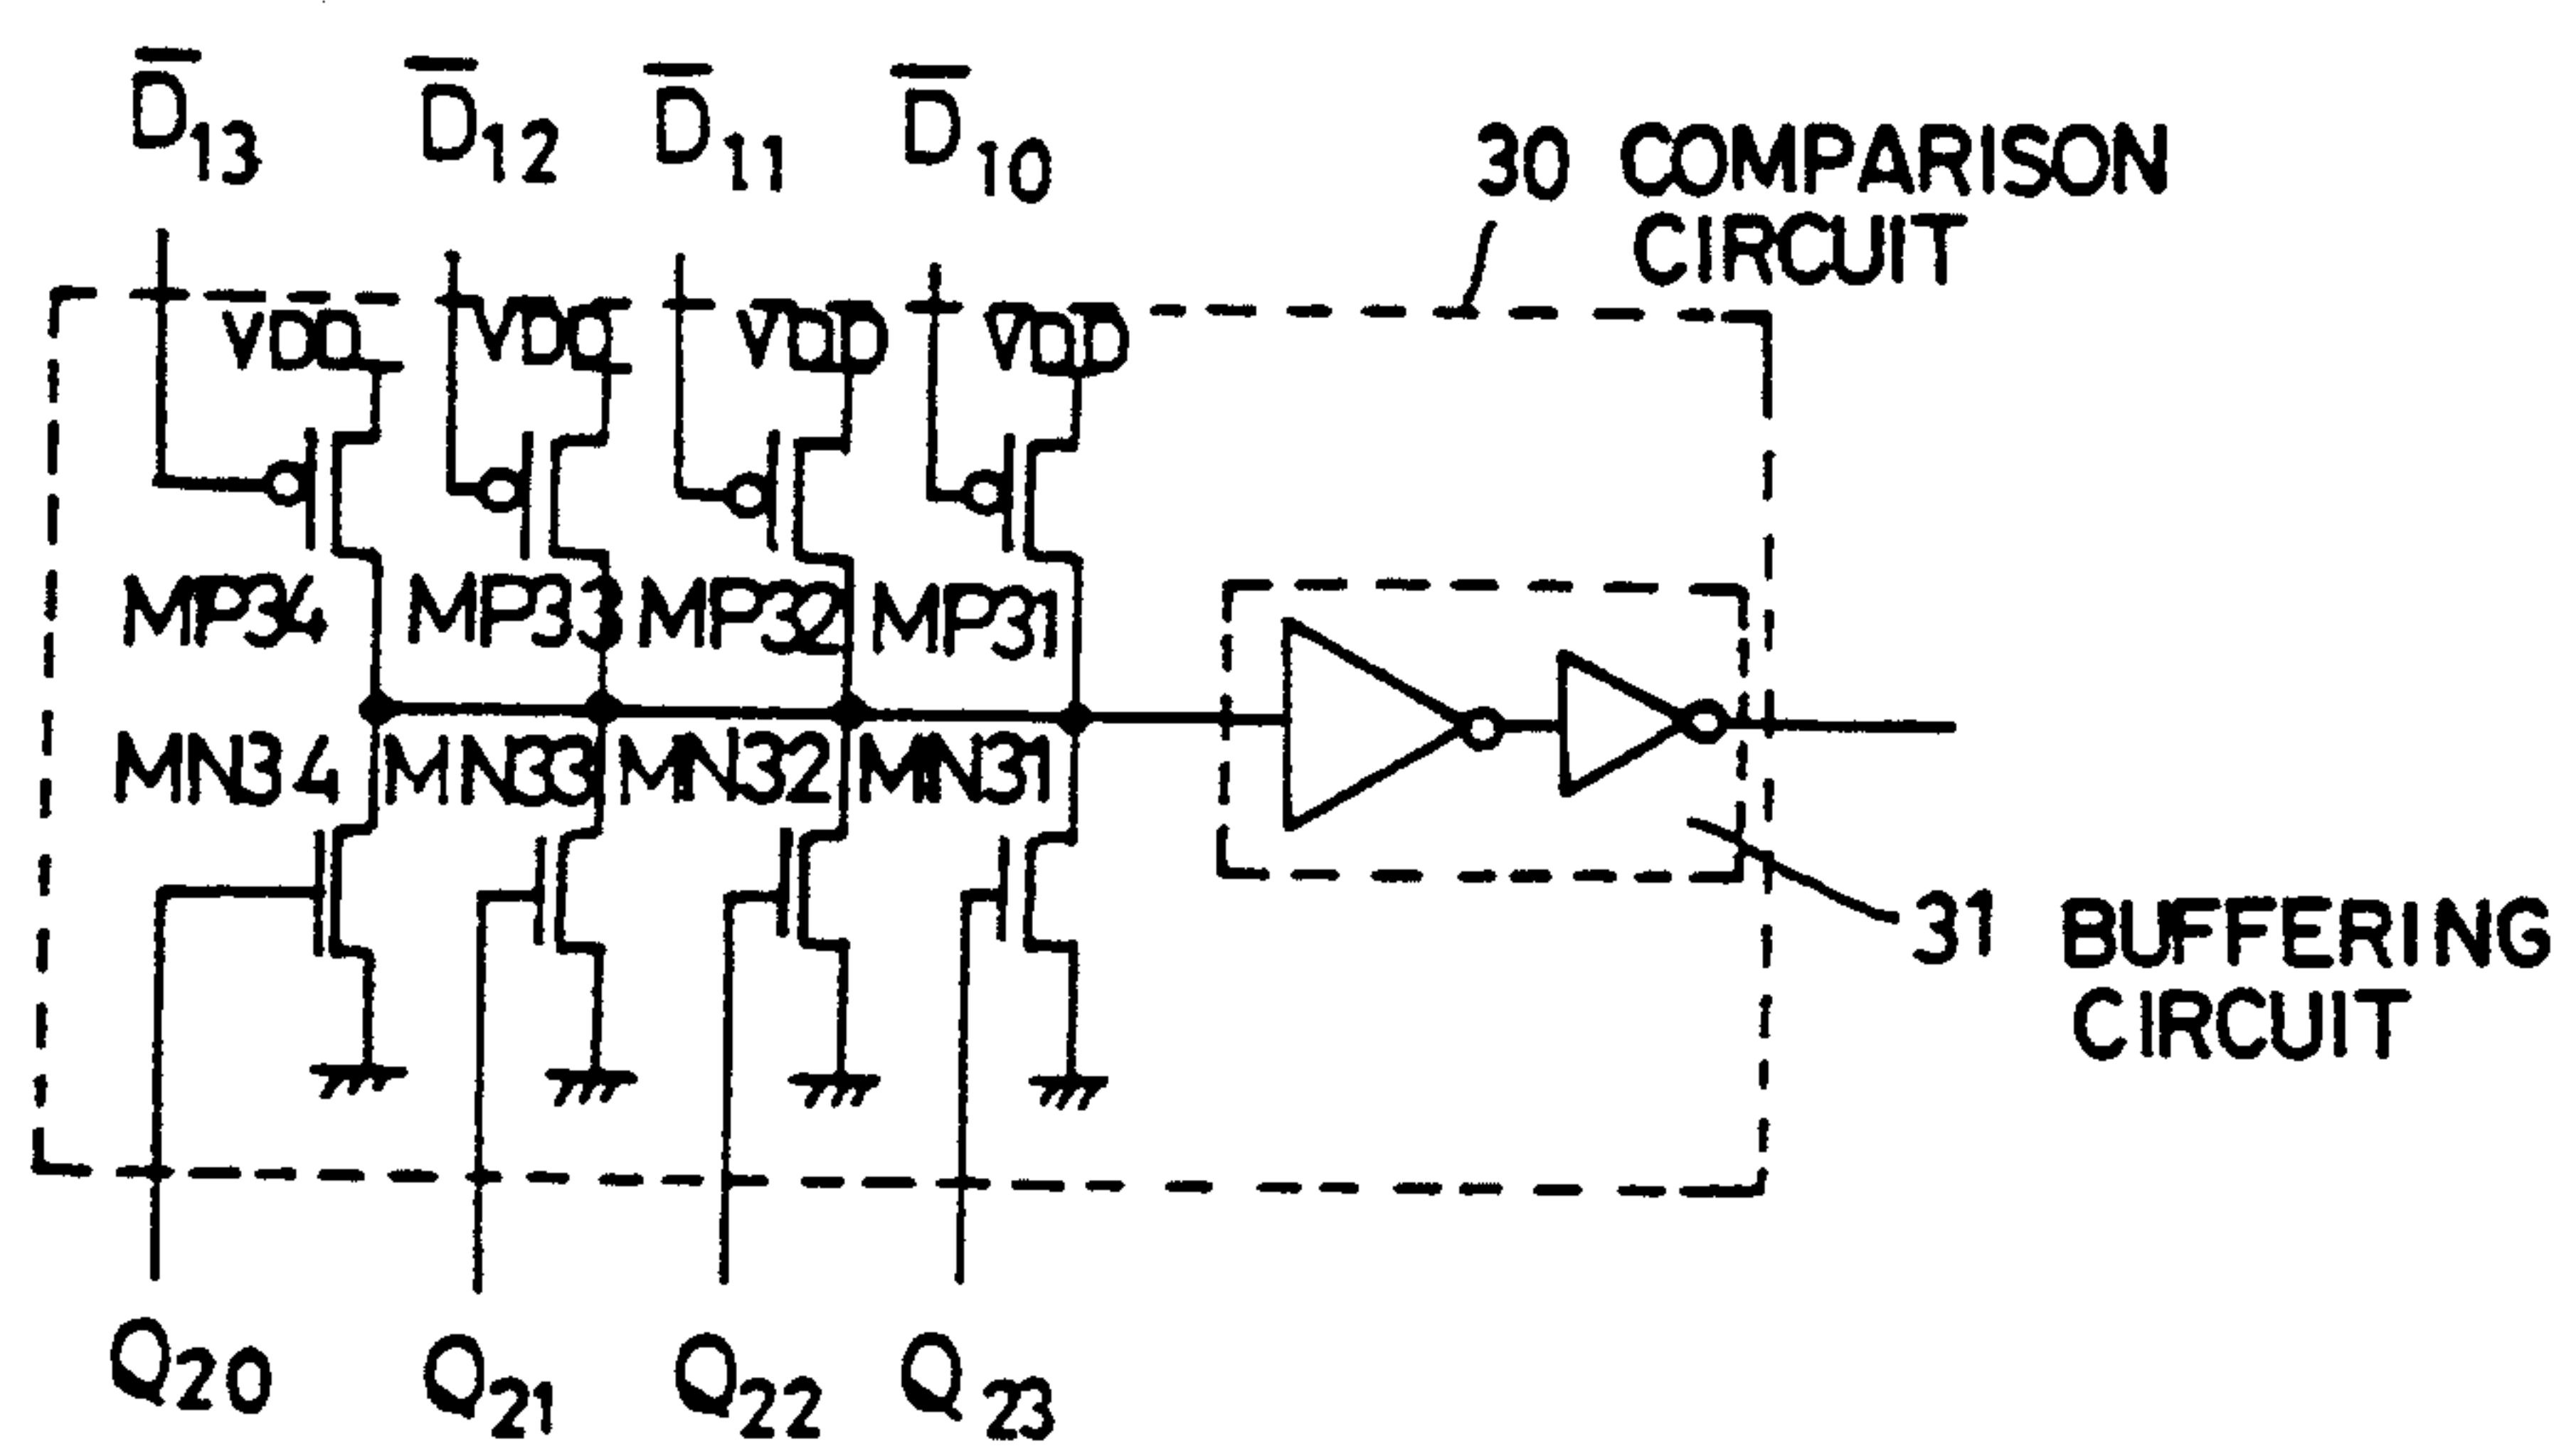 D̅13 D̅12 D̅11 D̅10
30 COMPARISON
CIRCUIT
VDD VDD VDD VDD
MP34 MP33 MP32 MP31
MN34 MN33 MN32 MN31
31 BUFFERING
CIRCUIT
Q20 Q21 Q22 Q23